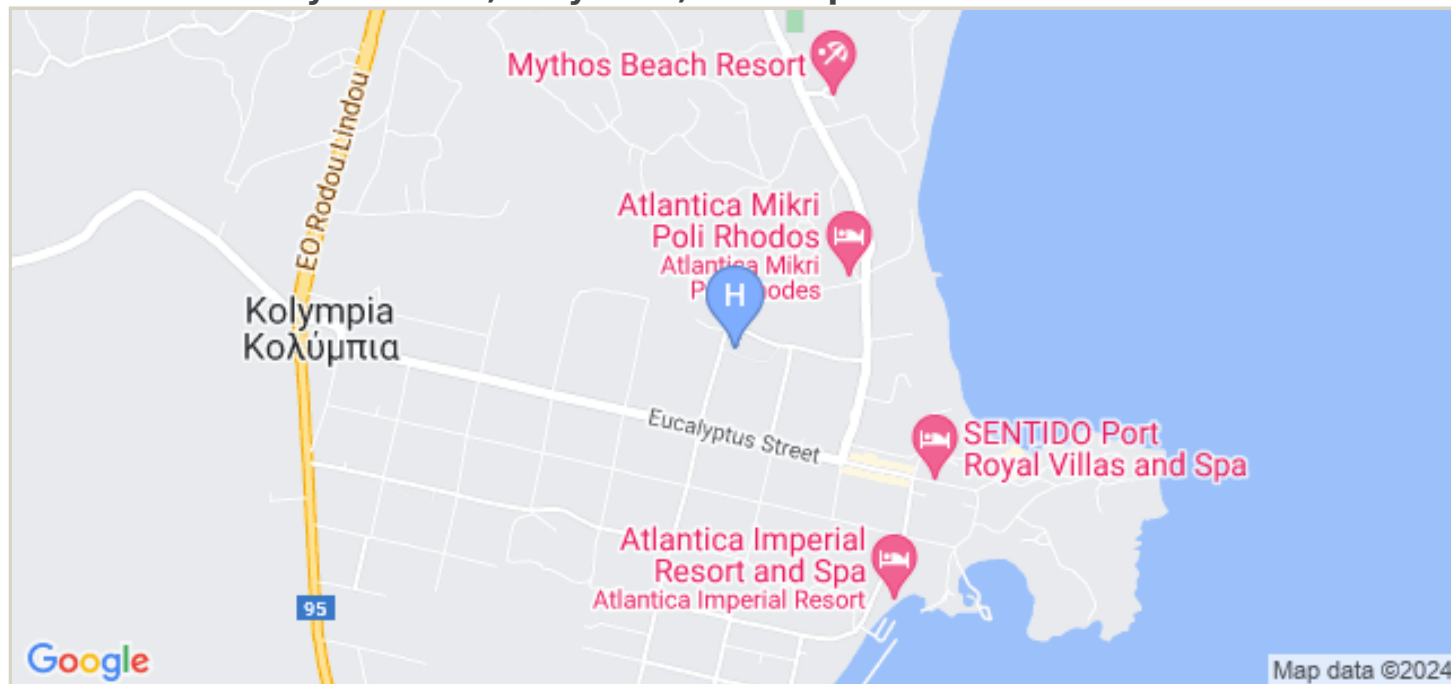 Mythos Beach Resort
EO Rodou Lindou
Atlantica Mikri
Poli Rhodos
Atlantica Mikri
H
Kolympia
Κολύμπια
Eucalyptus Street
SENTIDO Port
Royal Villas and Spa
Atlantica Imperial
Resort and Spa
Atlantica Imperial Resort
95
Google
Map data ©2024